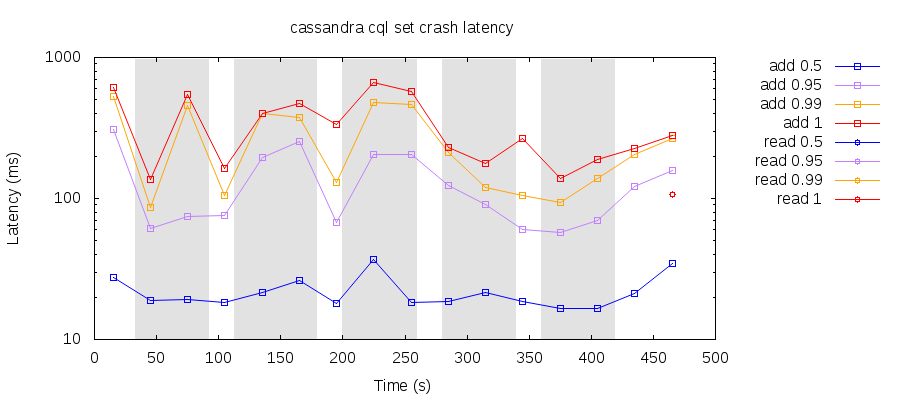 cassandra cql set crash latency
1000
100
10
Latency (ms)
0 50 100 150 200 250 300 350 400 450 500
Time (s)
add 0.5
add 0.95
add 0.99
add 1
read 0.5
read 0.95
read 0.99
read 1